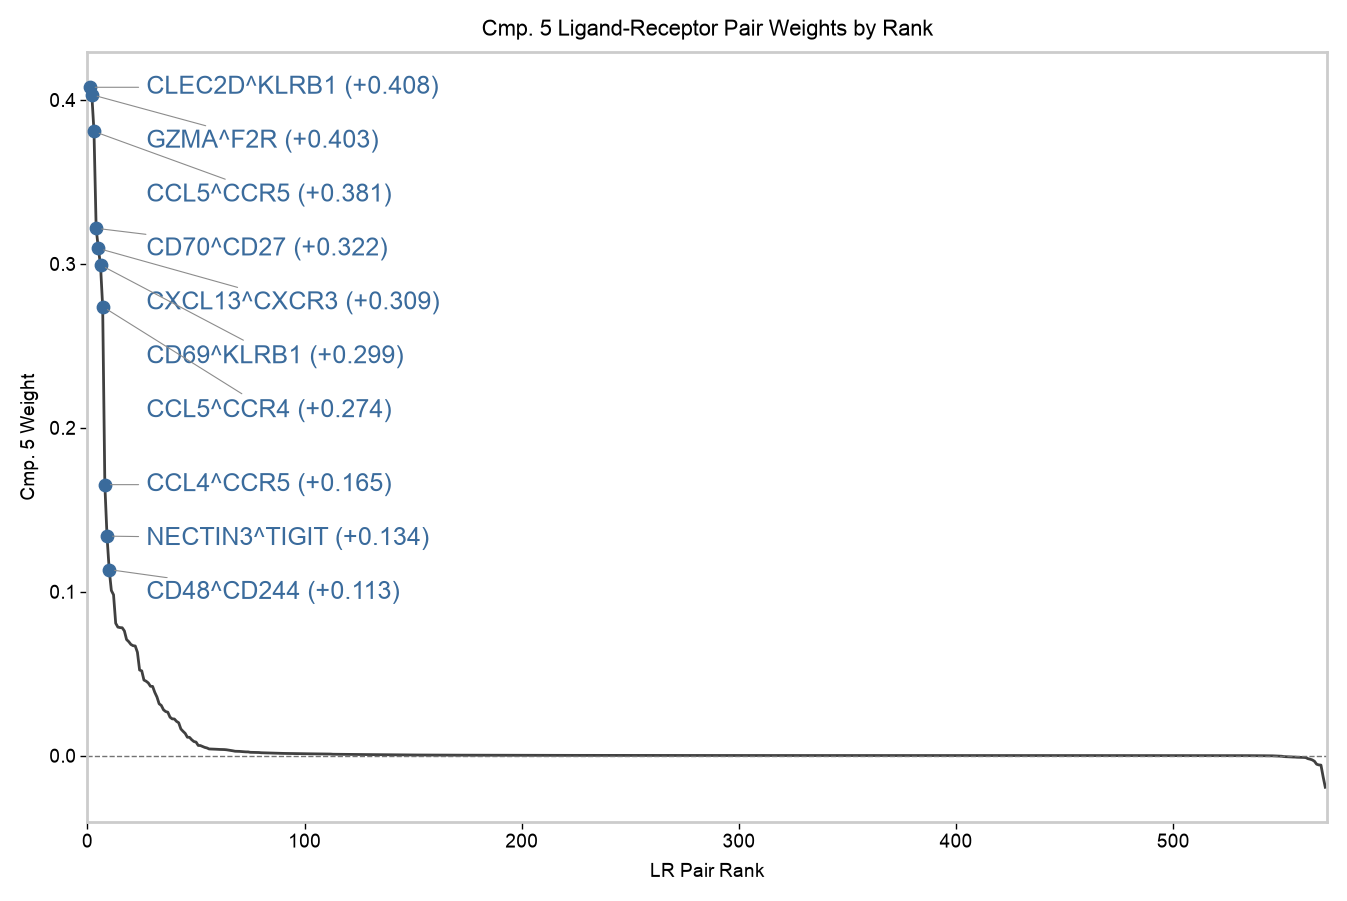 Cmp. 5 Ligand-Receptor Pair Weights by Rank
CLEC2D^KLRB1 (+0.408)
GZMA^F2R (+0.403)
CCL5^CCR5 (+0.381)
CD70^CD27 (+0.322)
CXCL13^CXCR3 (+0.309)
CD69^KLRB1 (+0.299)
CCL5^CCR4 (+0.274)
CCL4^CCR5 (+0.165)
NECTIN3^TIGIT (+0.134)
CD48^CD244 (+0.113)
Cmp. 5 Weight
0.4
0.3
0.2
0.1
0.0
0 100 200 300 400 500
LR Pair Rank